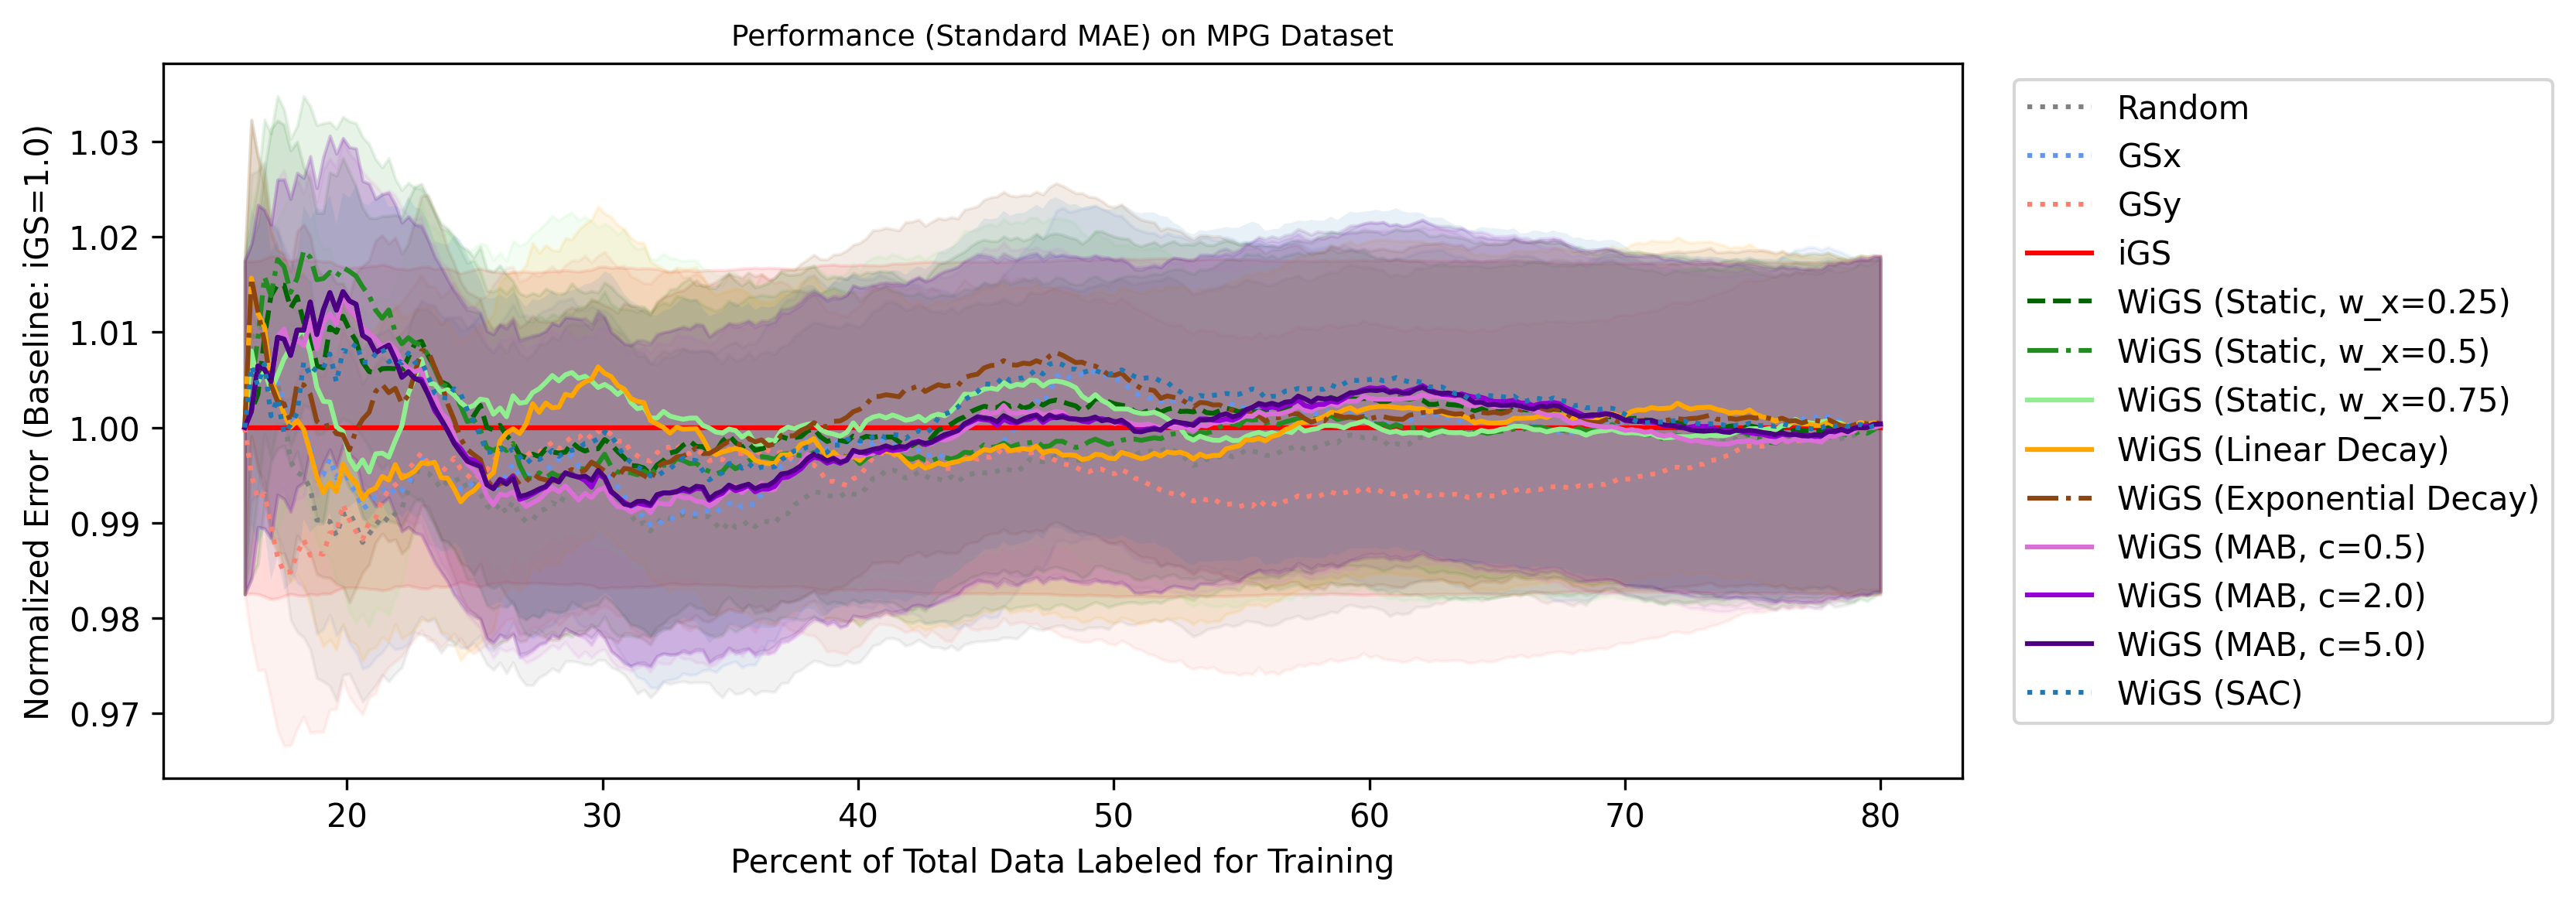 Performance (Standard MAE) on MPG Dataset
Normalized Error (Baseline: iGS=1.0)
1.03
1.02
1.01
1.00
0.99
0.98
0.97
20 30 40 50 60 70 80
Percent of Total Data Labeled for Training
Random
GSx
GSy
iGS
WiGS (Static, w_x=0.25)
WiGS (Static, w_x=0.5)
WiGS (Static, w_x=0.75)
WiGS (Linear Decay)
WiGS (Exponential Decay)
WiGS (MAB, c=0.5)
WiGS (MAB, c=2.0)
WiGS (MAB, c=5.0)
WiGS (SAC)